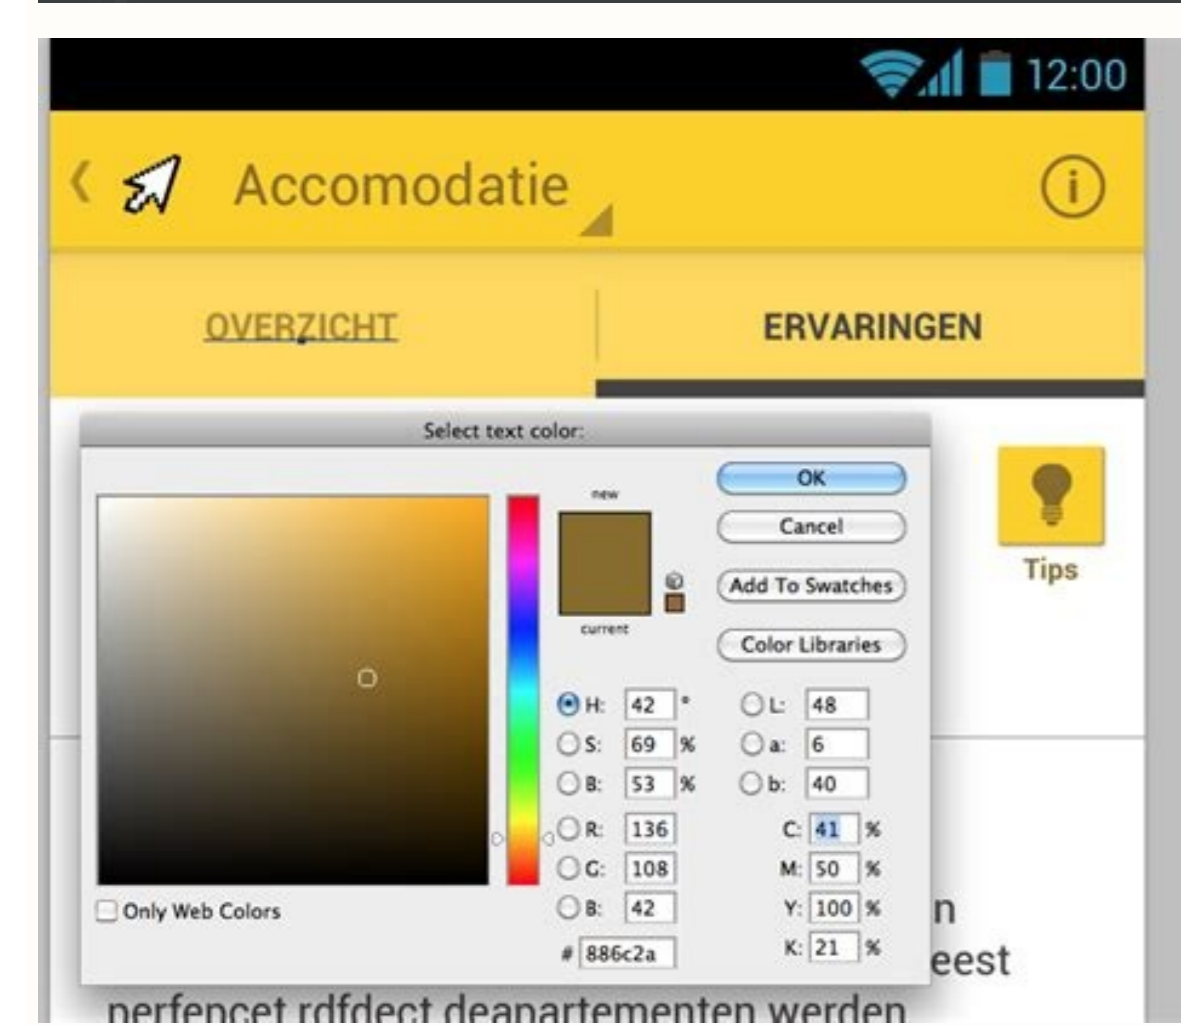 12:00
Accomodatie
i
OVERZICHT
ERVARINGEN
Select text color:
new
current
OK
Cancel
Add To Swatches
Color Libraries
Tips
H: 42 °
S: 69 %
B: 53 %
R: 136
G: 108
B: 42
# 886c2a
L: 48
a: 6
b: 40
C: 41 %
M: 50 %
Y: 100 %
K: 21 %
Only Web Colors
n
eest
perfencet rdfdect deapartementen werden